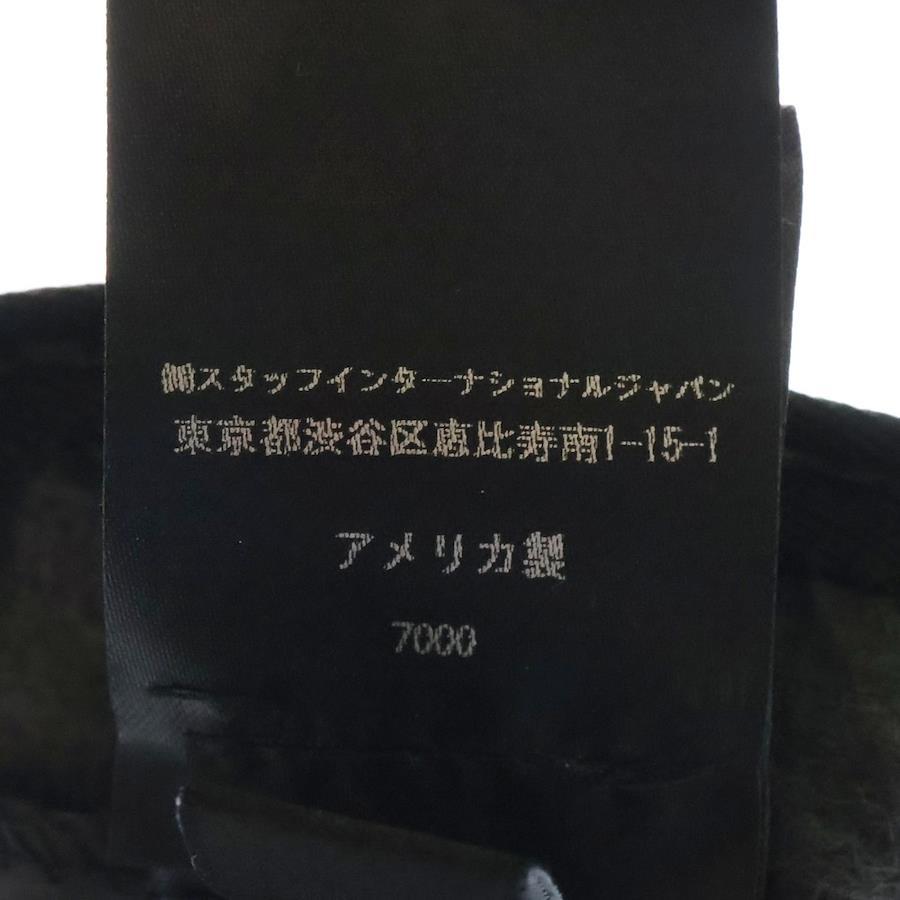 ㈱スタッフインターナショナルジャパン
東京都渋谷区恵比寿南1-15-1
アメリカ製
7000